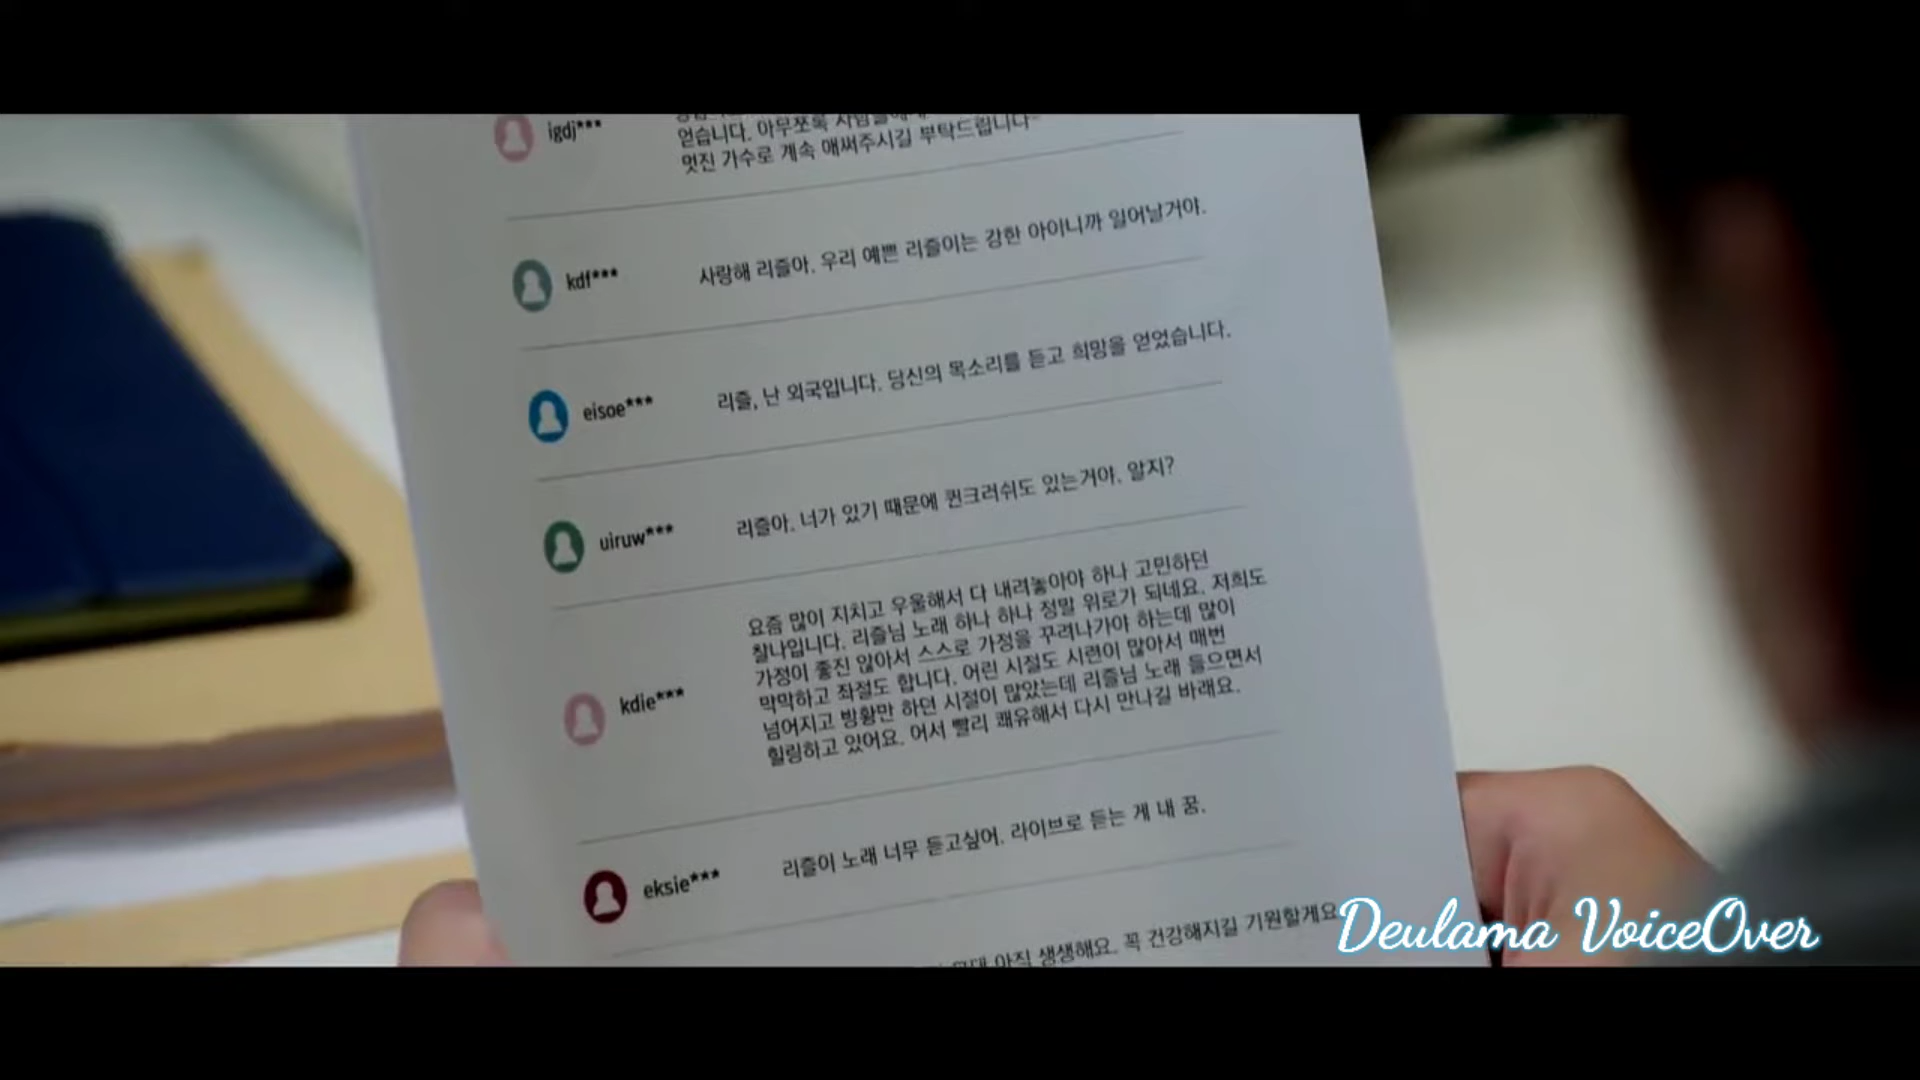 igdj***
얻습니다. 아무쪼록
멋진 가수로 계속 애써주시길 부탁드립니다~
kdf***
사랑해 리즐아. 우리 예쁜 리즐이는 강한 아이니까 일어날거야.
eisoe***
리즐, 난 외국입니다. 당신의 목소리를 듣고 희망을 얻었습니다.
uiruw***
리즐아. 너가 있기 때문에 퀸크러쉬도 있는거야. 알지?
kdie***
요즘 많이 지치고 우울해서 다 내려놓아야 하나 고민하던
찰나입니다. 리즐님 노래 하나 하나 정말 위로가 되네요. 저희도
가정이 좋진 않아서 스스로 가정을 꾸려나가야 하는데 많이
막막하고 좌절도 합니다. 어린 시절도 시련이 많아서 매번
넘어지고 방황만 하던 시절이 많았는데 리즐님 노래 들으면서
힐링하고 있어요. 어서 빨리 쾌유해서 다시 만나길 바래요.
eksie***
리즐이 노래 너무 듣고싶어. 라이브로 듣는 게 내 꿈.
아직 생생해요. 꼭 건강해지길 기원할게요
Deulama VoiceOver